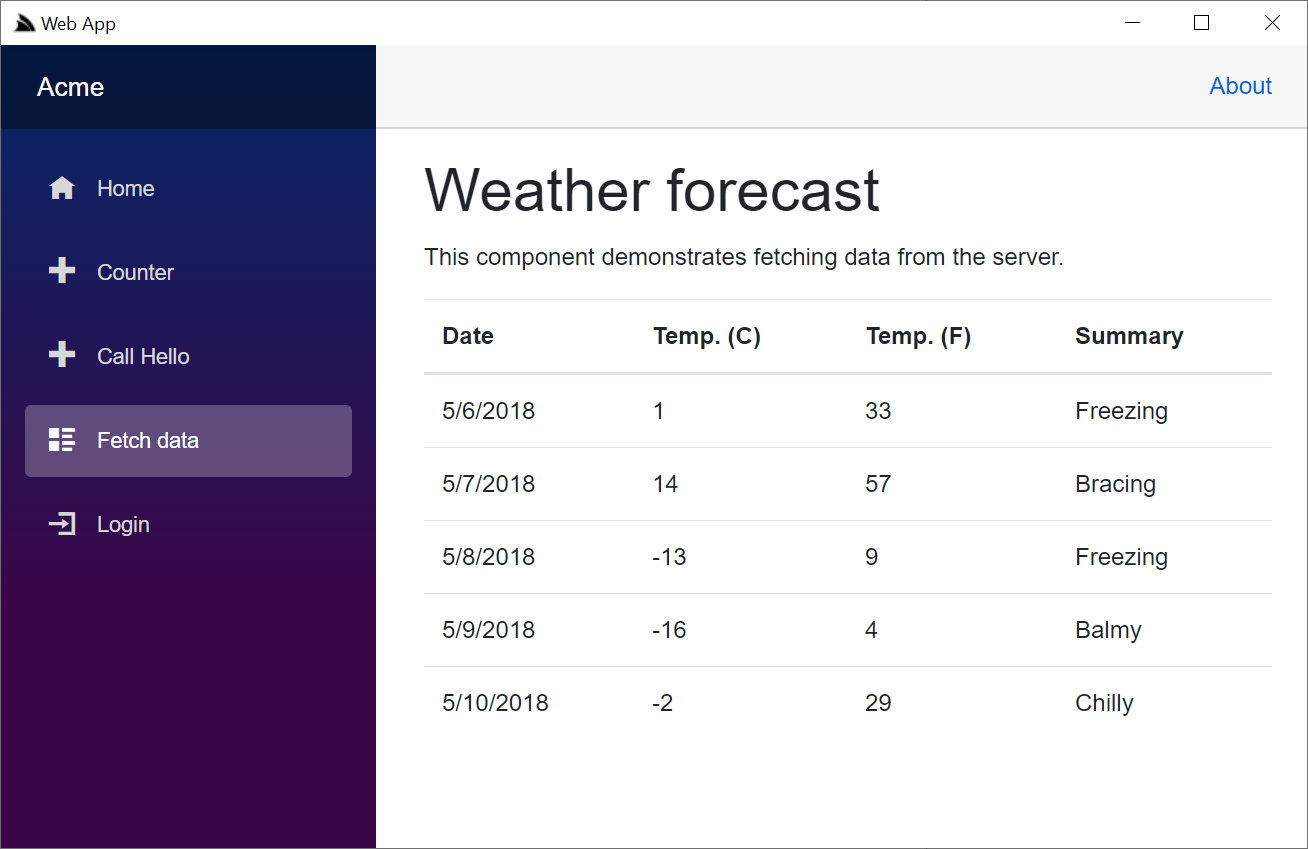 Web App
Acme
About
Home
Counter
Call Hello
Fetch data
Login
Weather forecast
This component demonstrates fetching data from the server.
Date Temp. (C) Temp. (F) Summary
5/6/2018 1 33 Freezing
5/7/2018 14 57 Bracing
5/8/2018 -13 9 Freezing
5/9/2018 -16 4 Balmy
5/10/2018 -2 29 Chilly